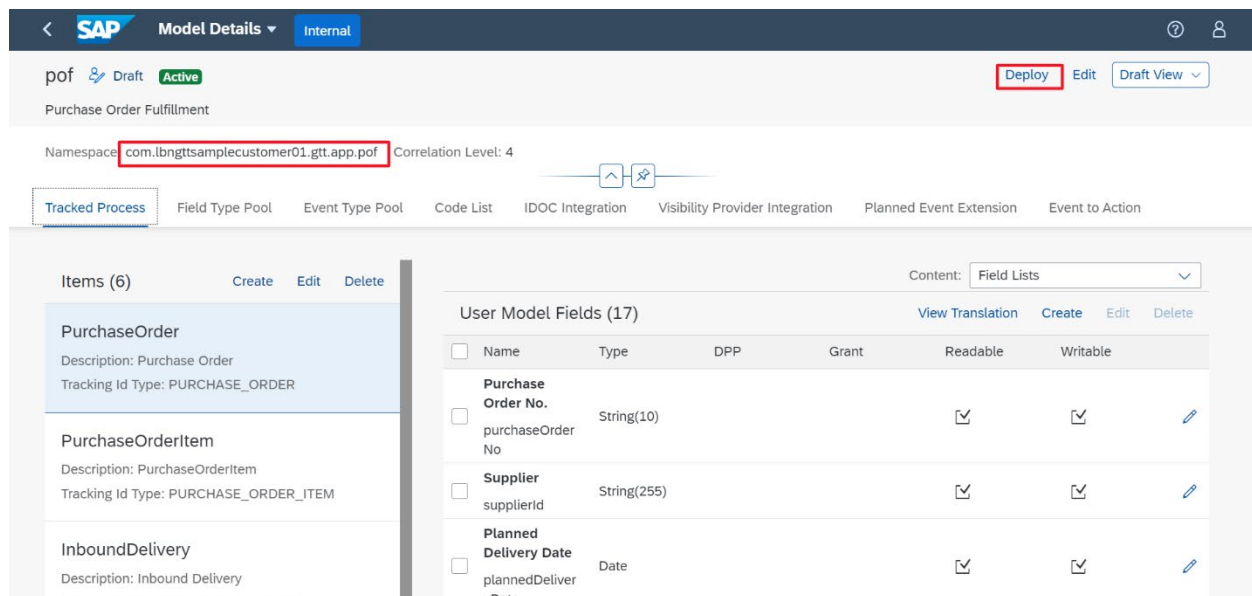 SAP Model Details Internal
pof Draft Active Deploy Edit Draft View
Purchase Order Fulfillment
Namespace: com.lbngttsamplecustomer01.gtt.app.pof Correlation Level: 4
Tracked Process Field Type Pool Event Type Pool Code List IDOC Integration Visibility Provider Integration Planned Event Extension Event to Action
Items (6) Create Edit Delete
PurchaseOrder
Description: Purchase Order
Tracking Id Type: PURCHASE_ORDER
PurchaseOrderItem
Description: PurchaseOrderItem
Tracking Id Type: PURCHASE_ORDER_ITEM
InboundDelivery
Description: Inbound Delivery
Content: Field Lists
User Model Fields (17) View Translation Create Edit Delete
Name Type DPP Grant Readable Writable
Purchase
Order No.
purchaseOrder
No
String(10)
Supplier
supplierId
String(255)
Planned
Delivery Date
plannedDeliver
Date